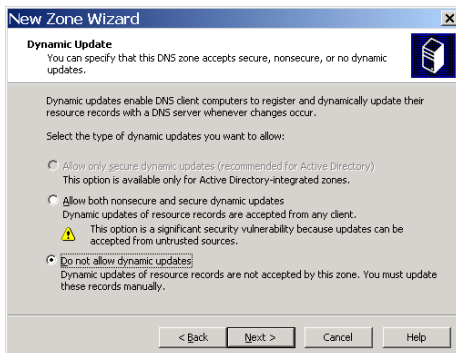 New Zone Wizard
Dynamic Update
You can specify that this DNS zone accepts secure, nonsecure, or no dynamic
updates.
Dynamic updates enable DNS client computers to register and dynamically update their
resource records with a DNS server whenever changes occur.
Select the type of dynamic updates you want to allow:
Allow only secure dynamic updates (recommended for Active Directory)
This option is available only for Active Directory-integrated zones.
Allow both nonsecure and secure dynamic updates
Dynamic updates of resource records are accepted from any client.
This option is a significant security vulnerability because updates can be
accepted from untrusted sources.
Do not allow dynamic updates
Dynamic updates of resource records are not accepted by this zone. You must update
these records manually.
< Back Next > Cancel Help